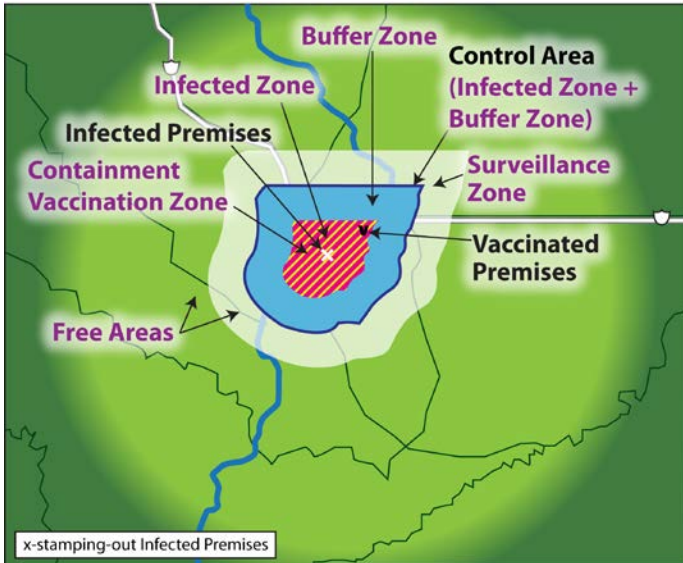 Buffer Zone
Control Area
(Infected Zone +
Buffer Zone)
Infected Zone
Infected Premises
Containment
Vaccination Zone
Surveillance
Zone
Vaccinated
Premises
Free Areas
x-stamping-out Infected Premises